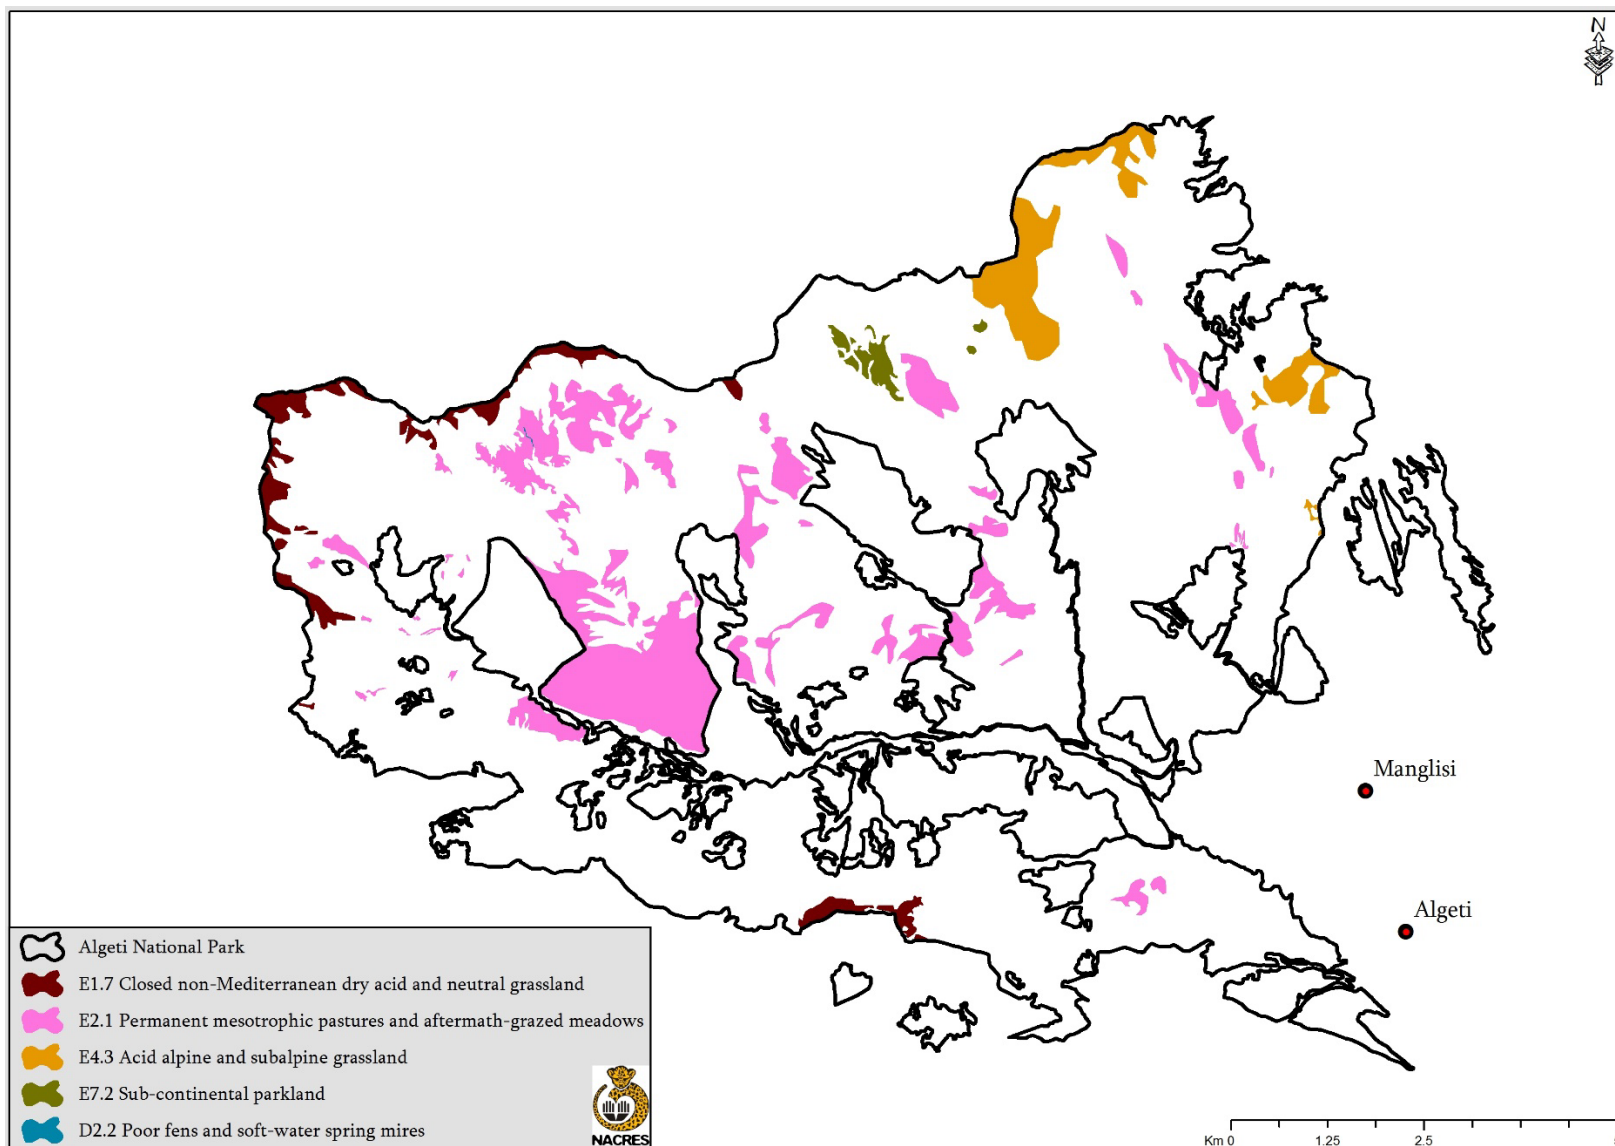 N
Manglisi
Algeti
Algeti National Park
E1.7 Closed non-Mediterranean dry acid and neutral grassland
E2.1 Permanent mesotrophic pastures and aftermath-grazed meadows
E4.3 Acid alpine and subalpine grassland
E7.2 Sub-continental parkland
D2.2 Poor fens and soft-water spring mires
NACRES
Km 0 1.25 2.5